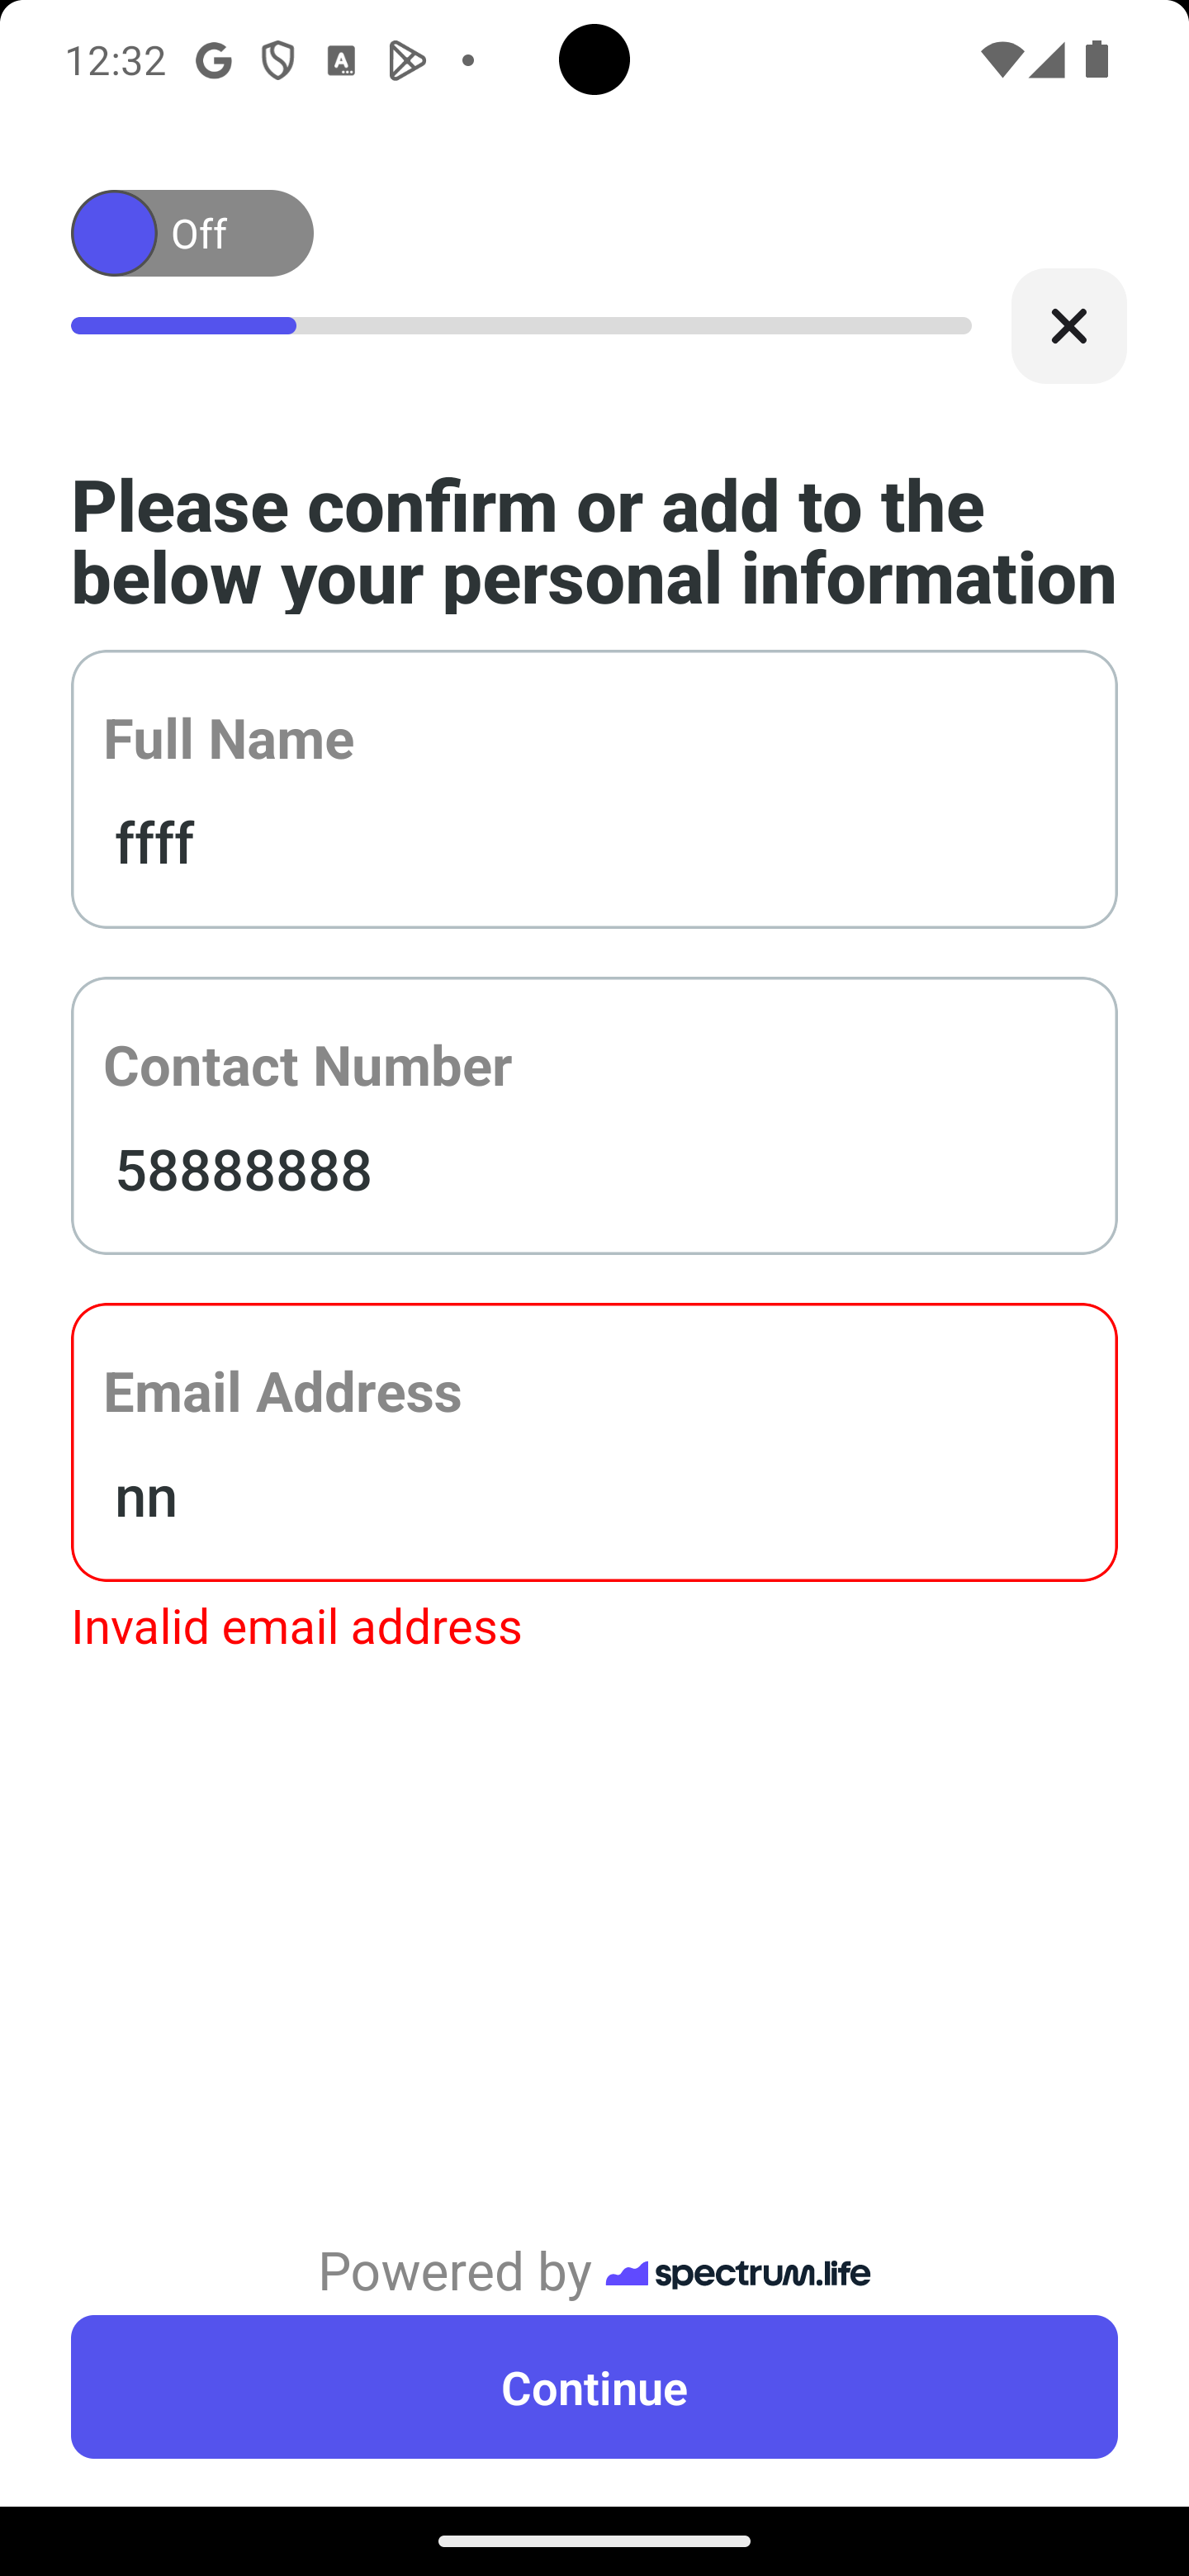 12:32
Off
Please confirm or add to the
below your personal information
Full Name
ffff
Contact Number
58888888
Email Address
nn
Invalid email address
Powered by spectrum.life
Continue